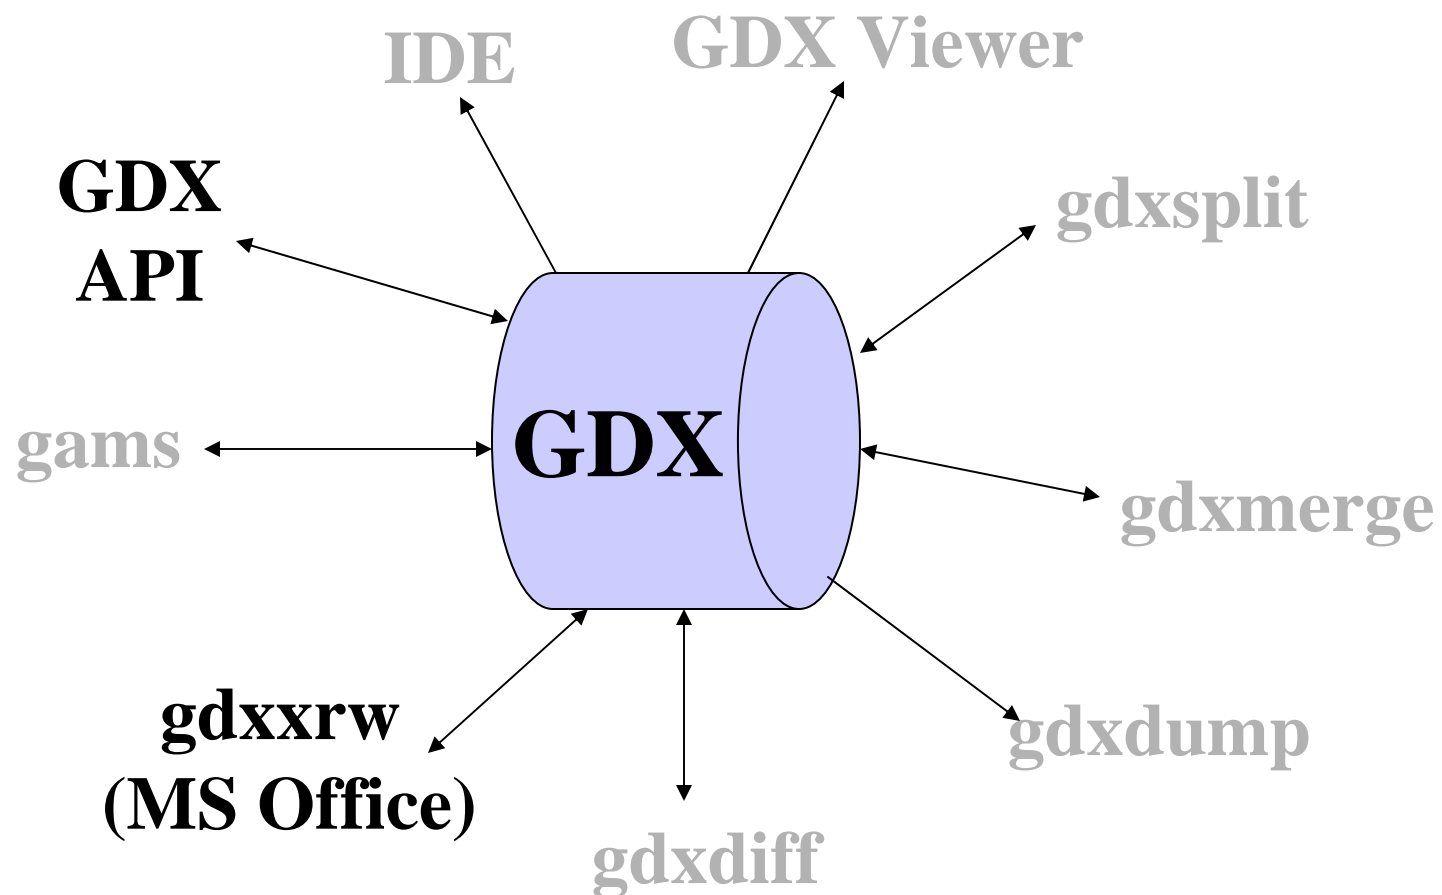 IDE
GDX Viewer
GDX
API
gdxsplit
gams
GDX
gdxmerge
gdxxrw
(MS Office)
gdxdump
gdxdiff